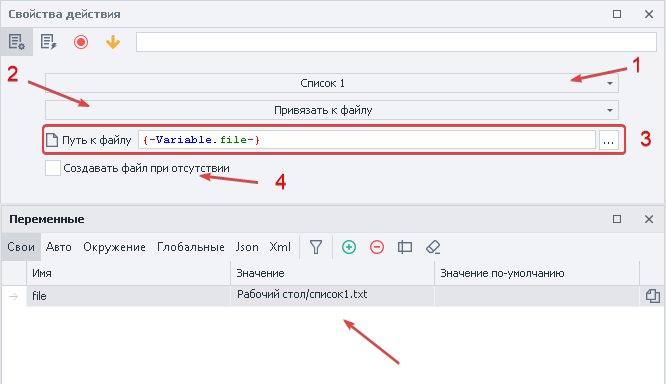 Свойства действия
1
Список 1
2
Привязать к файлу
Путь к файлу {-Variable.file-} ... 3
Создавать файл при отсутствии
4
Переменные
Свои Авто Окружение Глобальные Json Xml
Имя Значение Значение по-умолчанию
file Рабочий стол/список1.txt